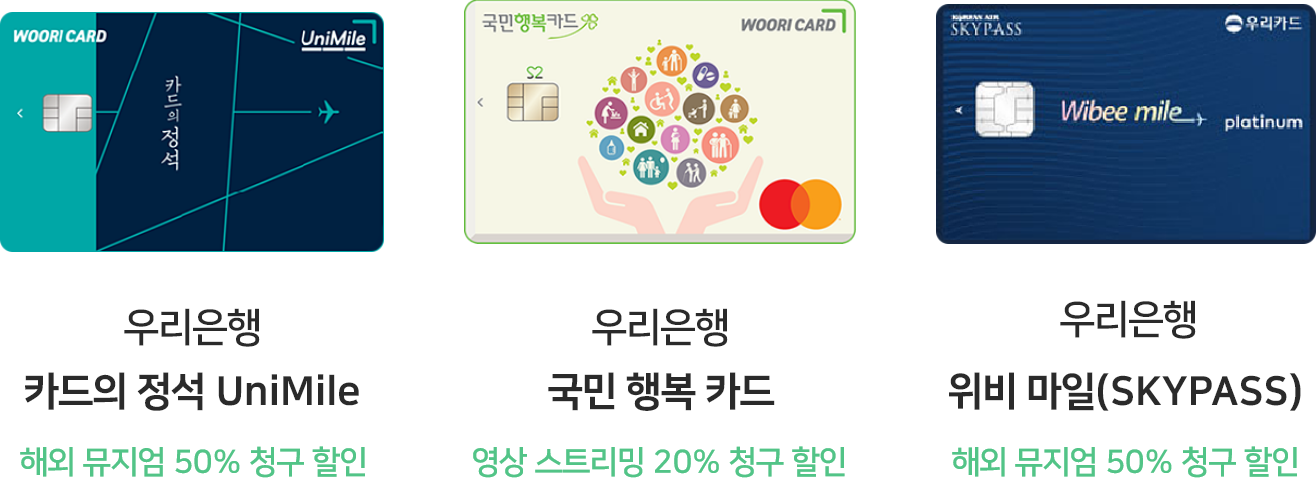 WOORI CARD
UniMile
카드의정석
국민행복카드
WOORI CARD
KOREAN AIR
SKYPASS
우리카드
Wibee mile
platinum
우리은행
카드의 정석 UniMile
해외 뮤지엄 50% 청구 할인
우리은행
국민 행복 카드
영상 스트리밍 20% 청구 할인
우리은행
위비 마일(SKYPASS)
해외 뮤지엄 50% 청구 할인